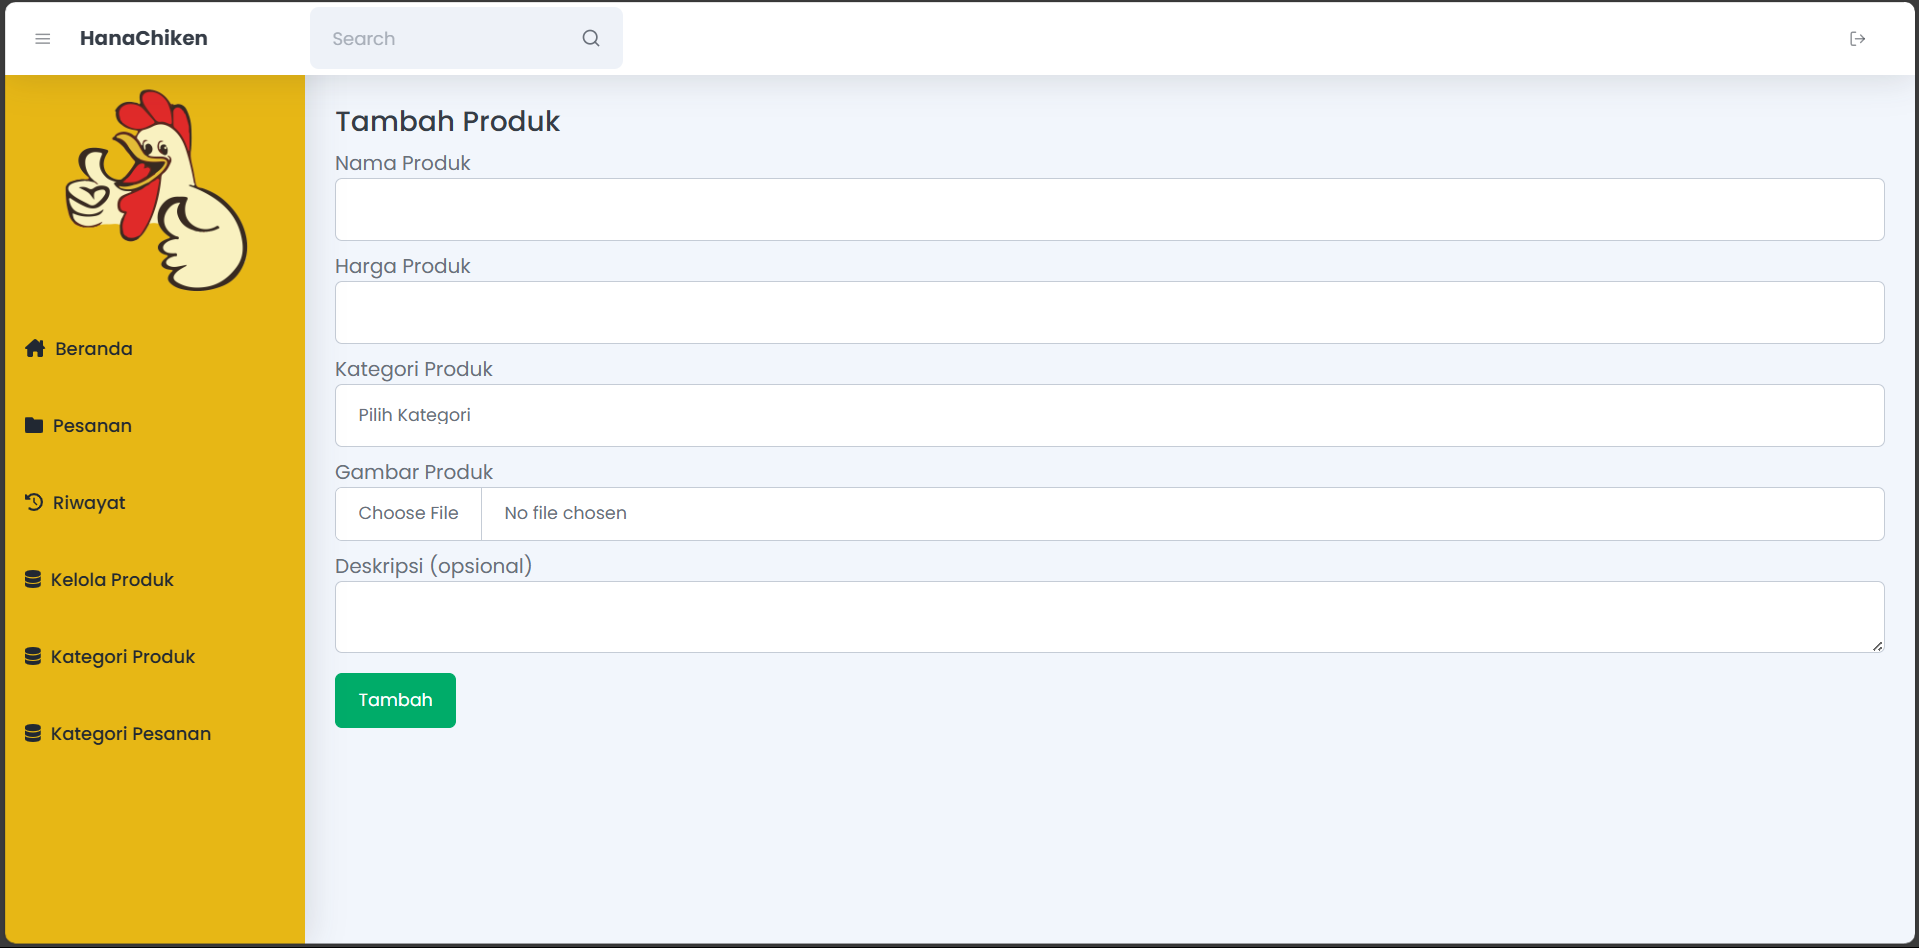 HanaChiken
Search
Beranda
Pesanan
Riwayat
Kelola Produk
Kategori Produk
Kategori Pesanan
Tambah Produk
Nama Produk
Harga Produk
Kategori Produk
Pilih Kategori
Gambar Produk
Choose File No file chosen
Deskripsi (opsional)
Tambah